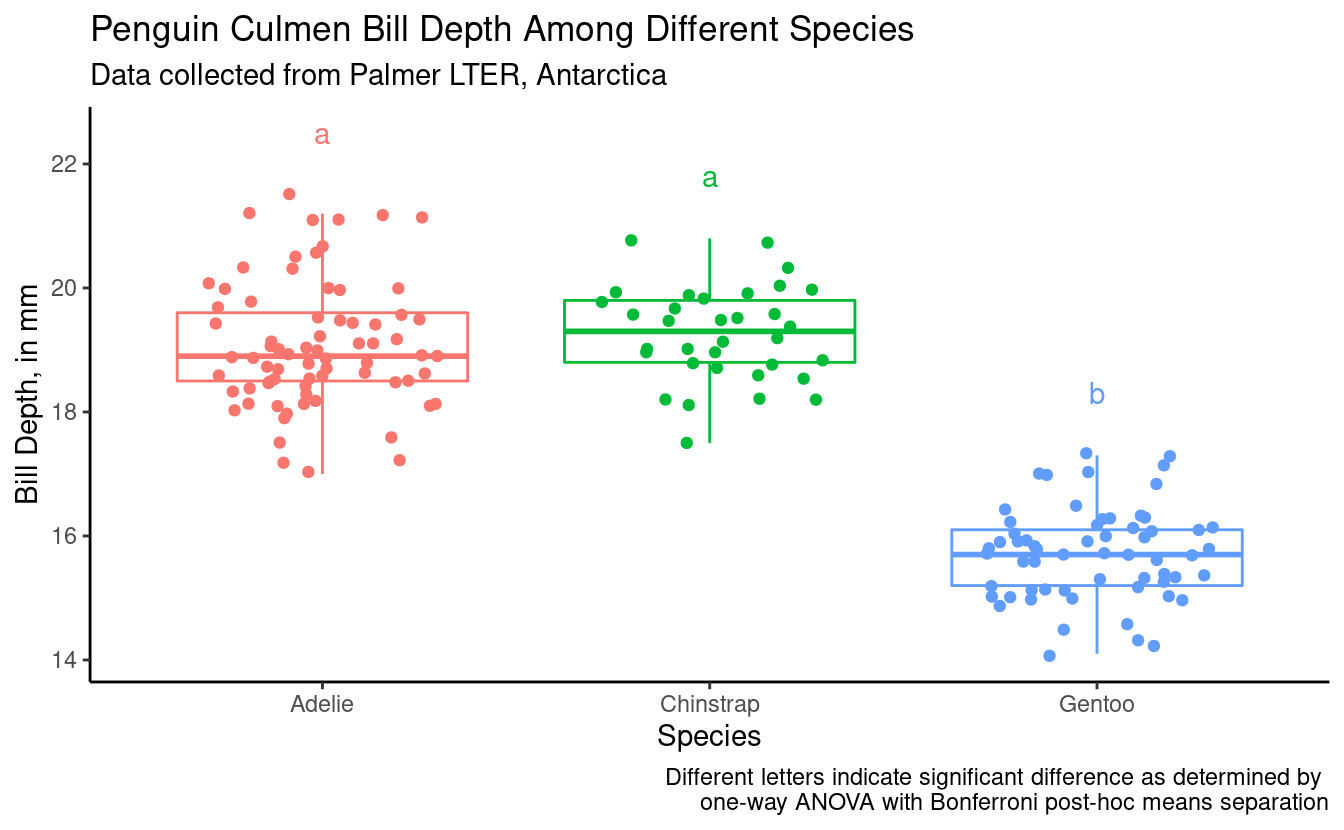 Penguin Culmen Bill Depth Among Different Species
Data collected from Palmer LTER, Antarctica
a
a
b
22
20
18
16
14
Bill Depth, in mm
Adelie
Chinstrap
Gentoo
Species
Different letters indicate significant difference as determined by
one-way ANOVA with Bonferroni post-hoc means separation